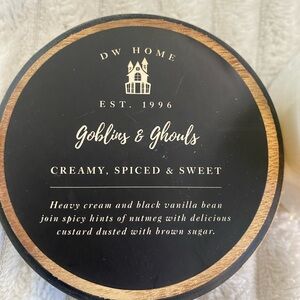 DW HOME
EST. 1996
Goblins & Ghouls
CREAMY, SPICED & SWEET
Heavy cream and black vanilla bean
join spicy hints of nutmeg with delicious
custard dusted with brown sugar.